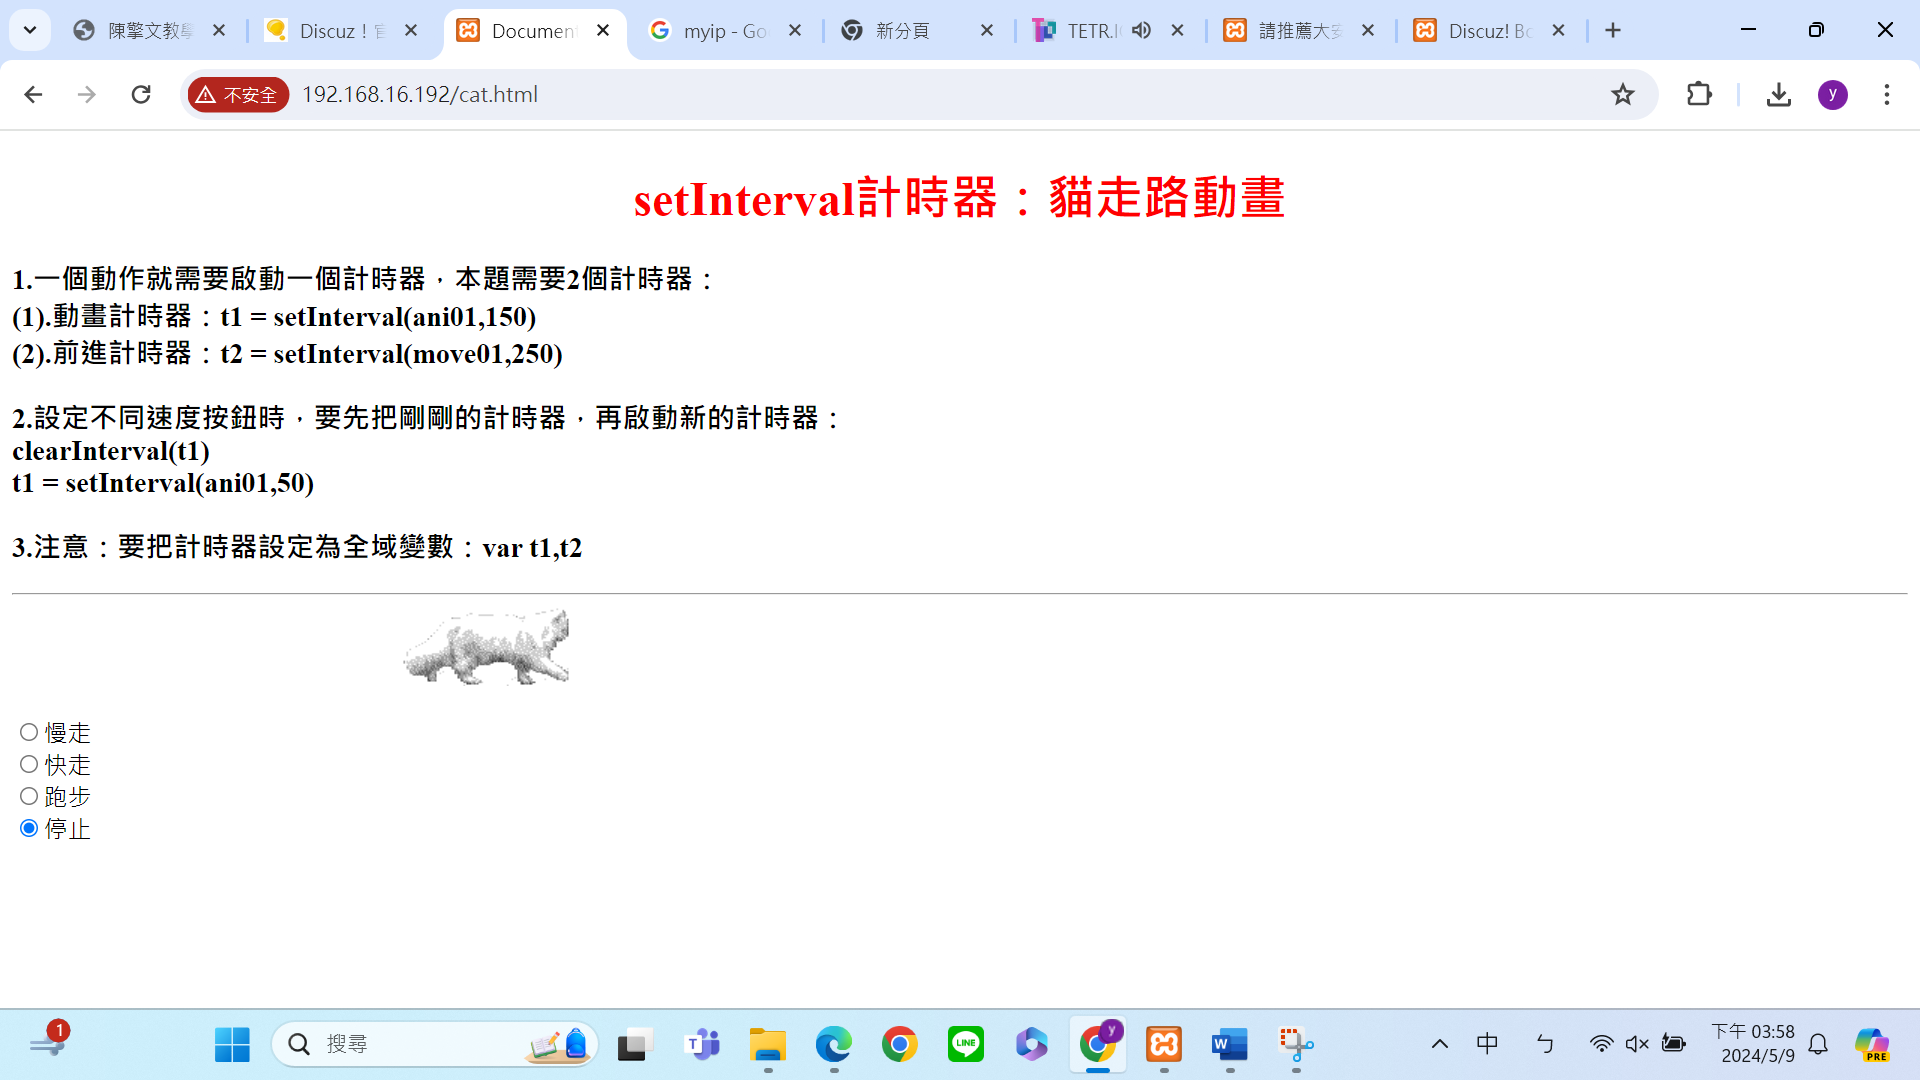 陳擎文教學
Discuz！官
Document
myip - Goo
新分頁
TETR.I
請推薦大安
Discuz! Bo
不安全
192.168.16.192/cat.html
y
setInterval計時器：貓走路動畫
1.一個動作就需要啟動一個計時器，本題需要2個計時器：
(1).動畫計時器：t1 = setInterval(ani01,150)
(2).前進計時器：t2 = setInterval(move01,250)
2.設定不同速度按鈕時，要先把剛剛的計時器，再啟動新的計時器：
clearInterval(t1)
t1 = setInterval(ani01,50)
3.注意：要把計時器設定為全域變數：var t1,t2
慢走
快走
跑步
停止
1
搜尋
T
LINE
y
W
中
ㄣ
下午 03:58
2024/5/9
PRE